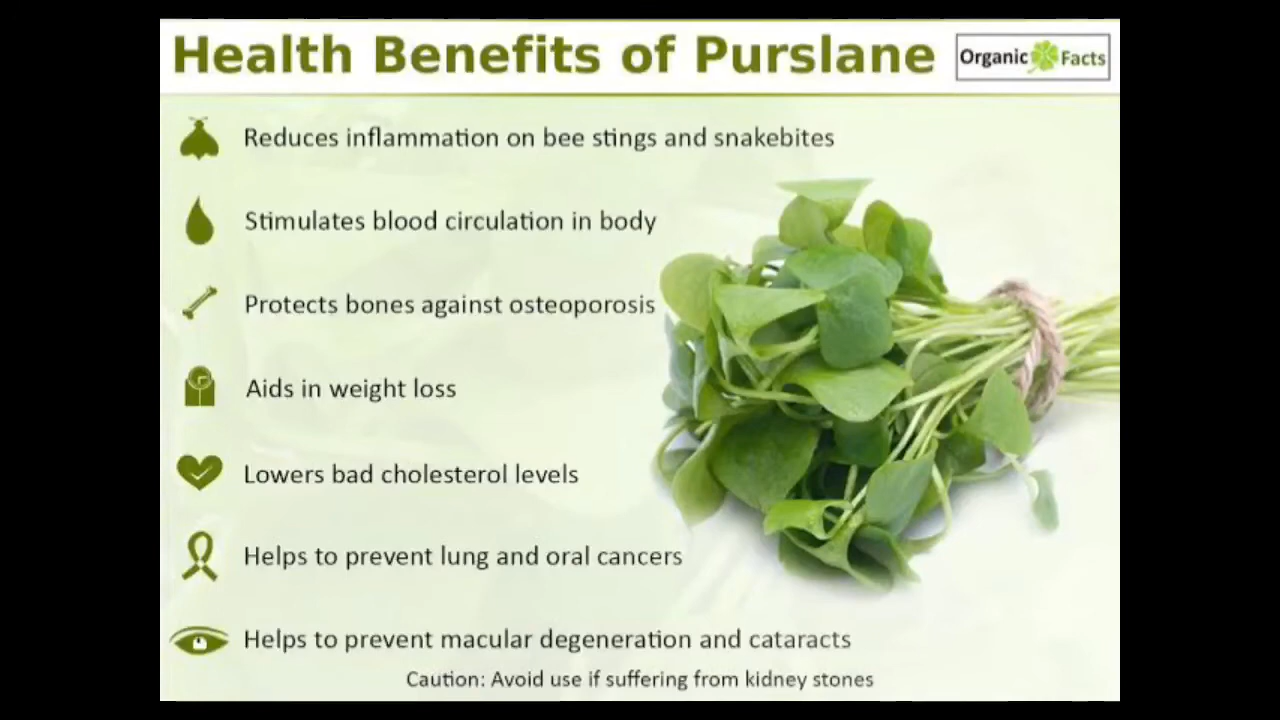 Health Benefits of Purslane
Organic Facts
Reduces inflammation on bee stings and snakebites
Stimulates blood circulation in body
Protects bones against osteoporosis
Aids in weight loss
Lowers bad cholesterol levels
Helps to prevent lung and oral cancers
Helps to prevent macular degeneration and cataracts
Caution: Avoid use if suffering from kidney stones